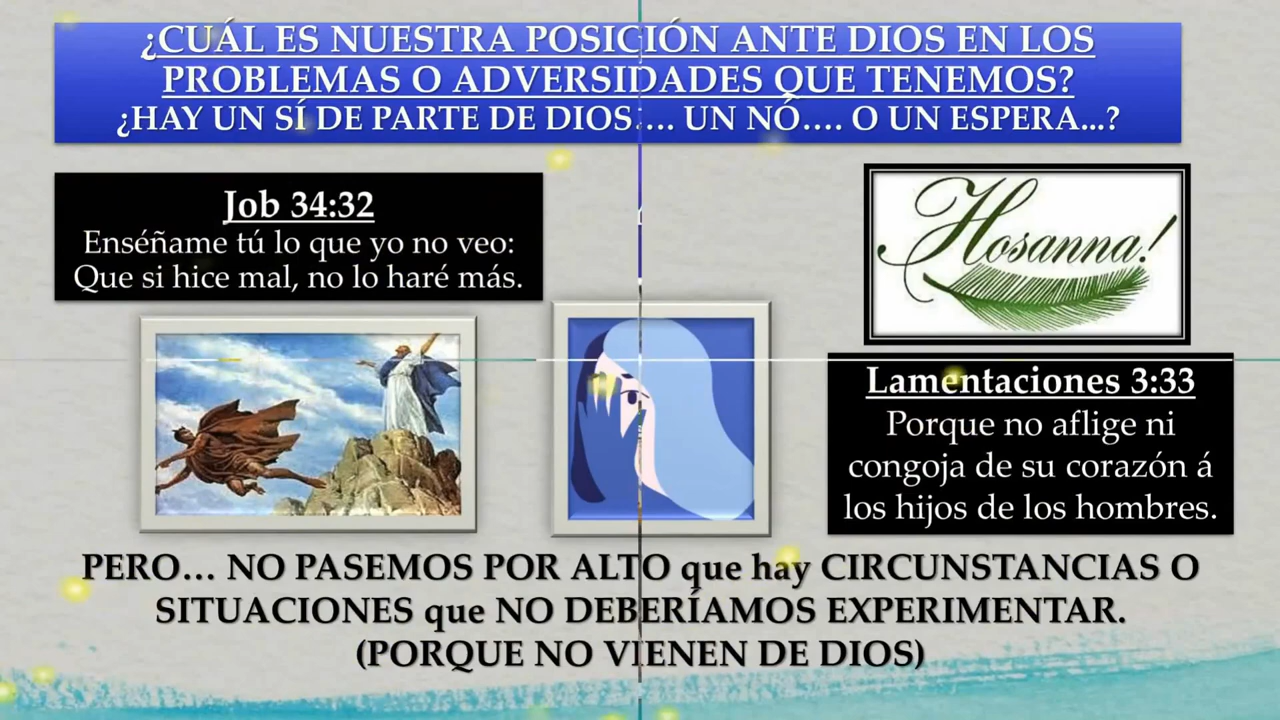 ¿CUÁL ES NUESTRA POSICIÓN ANTE DIOS EN LOS
PROBLEMAS O ADVERSIDADES QUE TENEMOS?
¿HAY UN SÍ DE PARTE DE DIOS.... UN NÓ.... O UN ESPERA...?
Job 34:32
Enséñame tú lo que yo no veo:
Que si hice mal, no lo haré más.
Hosanna!
Lamentaciones 3:33
Porque no aflige ni
congoja de su corazón á
los hijos de los hombres.
PERO... NO PASEMOS POR ALTO que hay CIRCUNSTANCIAS O
SITUACIONES que NO DEBERÍAMOS EXPERIMENTAR.
(PORQUE NO VIENEN DE DIOS)